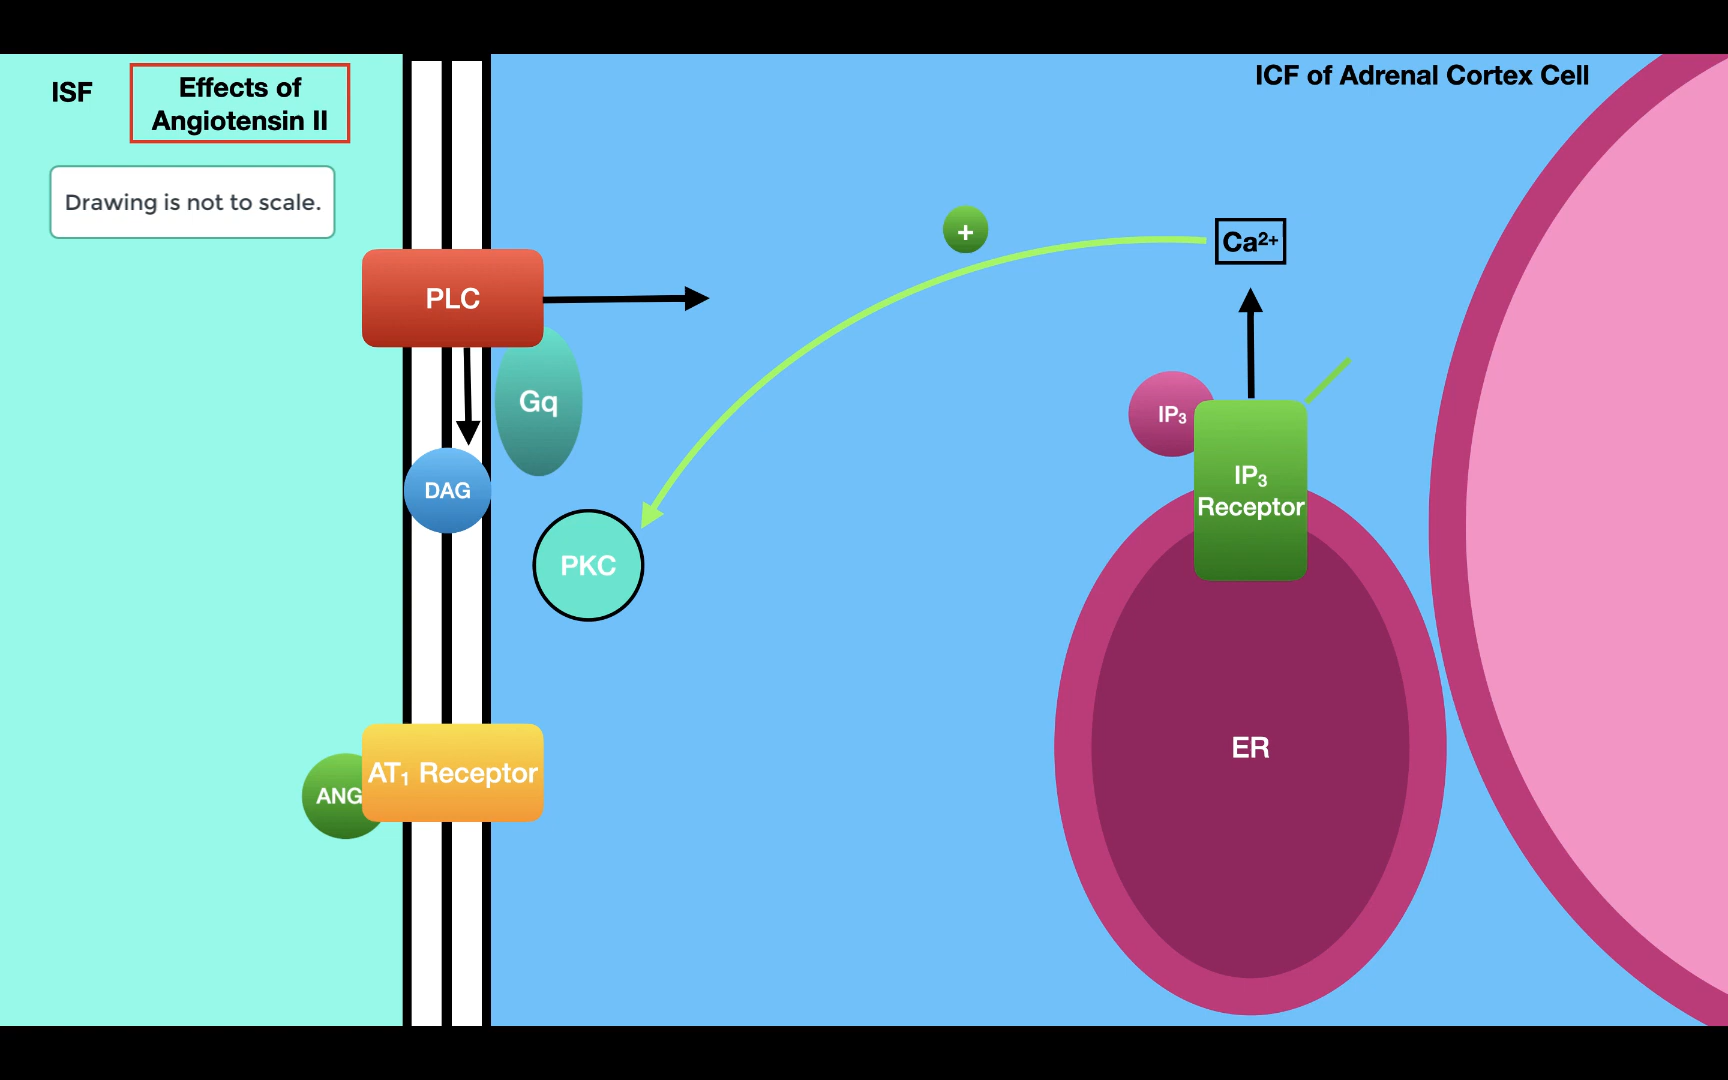 ISF
Effects of
Angiotensin II
ICF of Adrenal Cortex Cell
Drawing is not to scale.
+
Ca²⁺
PLC
Gq
IP₃
DAG
IP₃
Receptor
PKC
ER
AT₁ Receptor
ANG